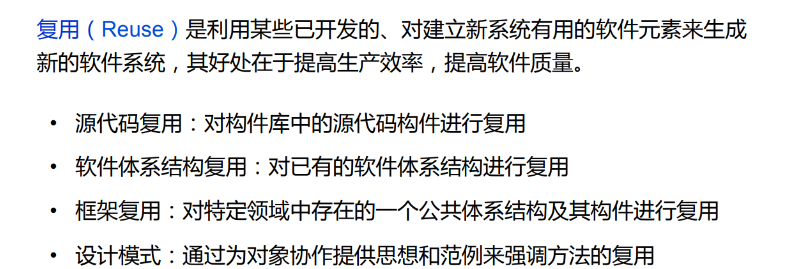 复用（Reuse）是利用某些已开发的、对建立新系统有用的软件元素来生成
新的软件系统，其好处在于提高生产效率，提高软件质量。
• 源代码复用：对构件库中的源代码构件进行复用
• 软件体系结构复用：对已有的软件体系结构进行复用
• 框架复用：对特定领域中存在的一个公共体系结构及其构件进行复用
• 设计模式：通过为对象协作提供思想和范例来强调方法的复用